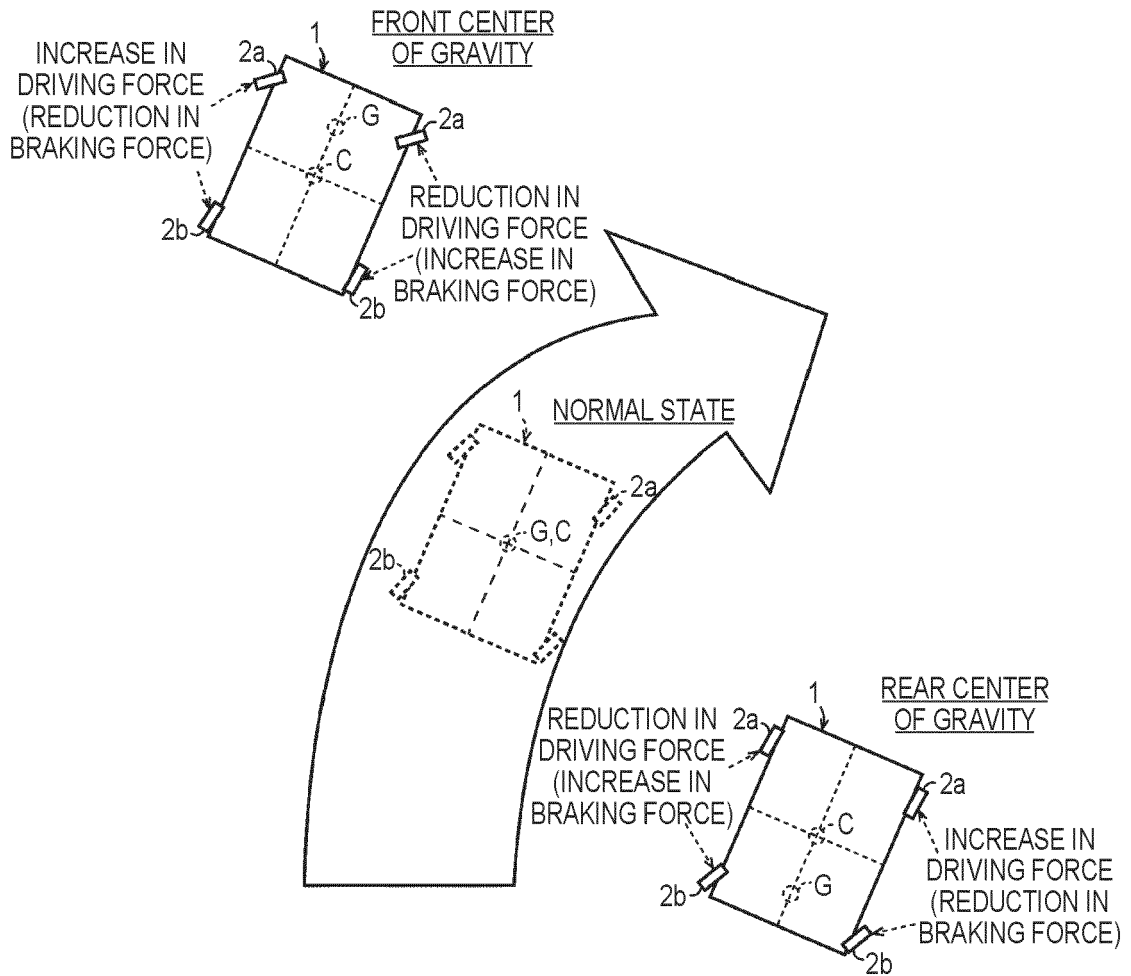 FRONT CENTER
OF GRAVITY
1
2a
INCREASE IN
DRIVING FORCE
(REDUCTION IN
BRAKING FORCE)
G
2a
C
REDUCTION IN
DRIVING FORCE
(INCREASE IN
BRAKING FORCE)
2b
2b
1
NORMAL STATE
2a
G,C
2b
REAR CENTER
OF GRAVITY
1
2a
REDUCTION IN
DRIVING FORCE
(INCREASE IN
BRAKING FORCE)
2a
C
INCREASE IN
DRIVING FORCE
(REDUCTION IN
BRAKING FORCE)
G
2b
2b